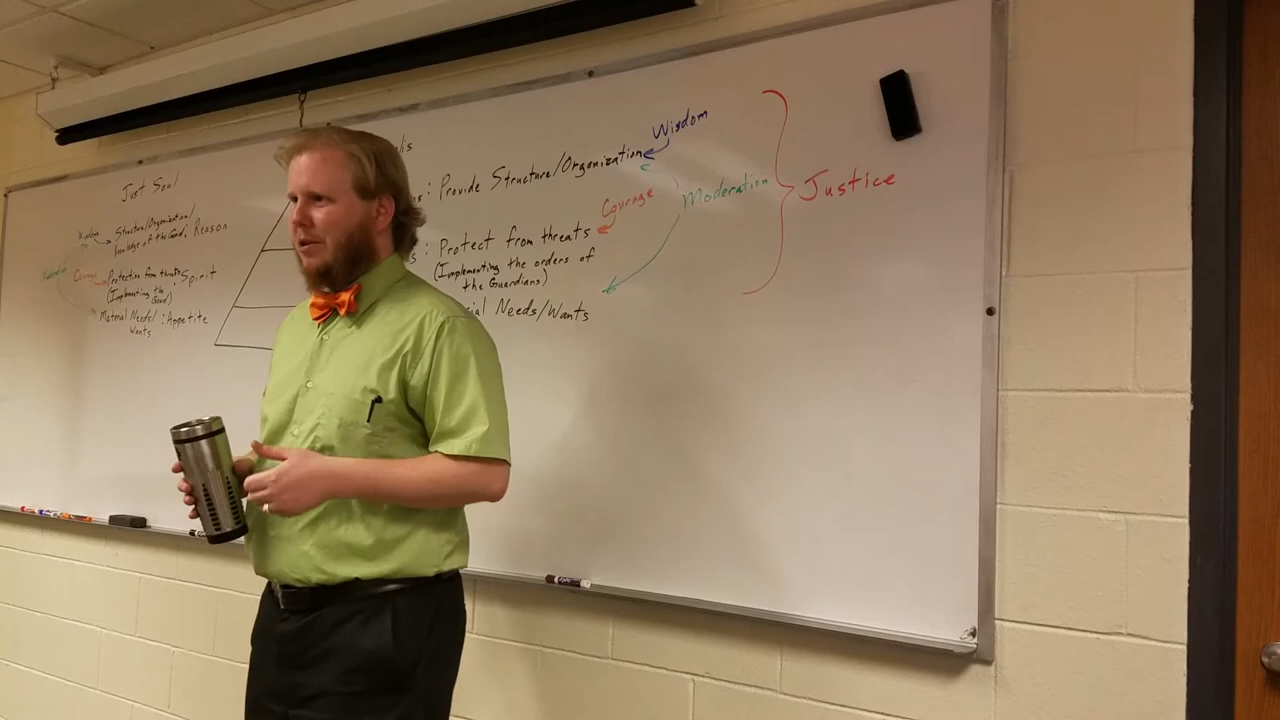 Just Soul
Wisdom
Structure/Organization/
Knowledge of the Good: Reason
Moderation
Courage
Protection from threats: Spirit
(Implementing the Good)
Material Needs/ : Appetite
Wants
: Provide Structure/Organization
Wisdom
: Protect from threats
Courage
(Implementing the orders of
the Guardians)
Needs/Wants
Moderation
Justice